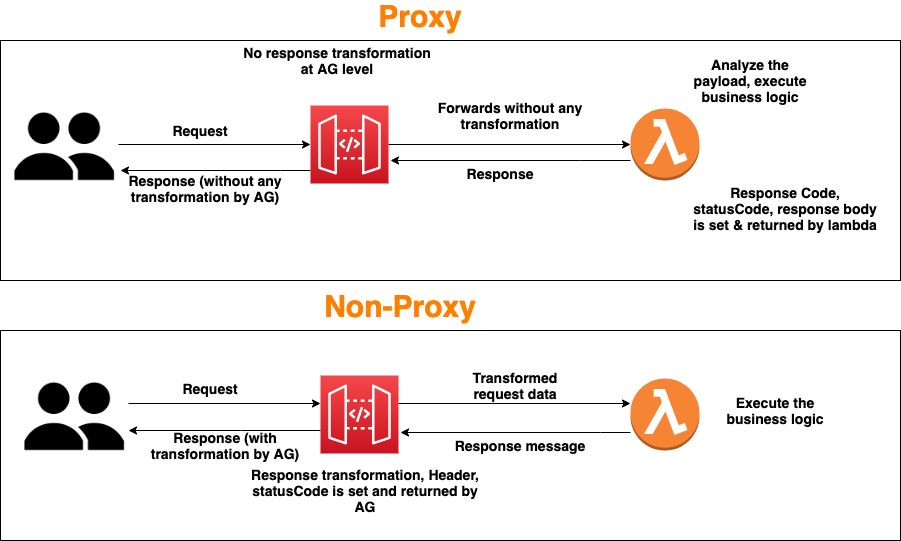 Proxy
No response transformation
at AG level
Analyze the
payload, execute
business logic
Forwards without any
transformation
Request
Response
Response (without any
transformation by AG)
Response Code,
statusCode, response body
is set & returned by lambda
Non-Proxy
Transformed
request data
Request
Execute the
business logic
Response (with
transformation by AG)
Response message
Response transformation, Header,
statusCode is set and returned by
AG